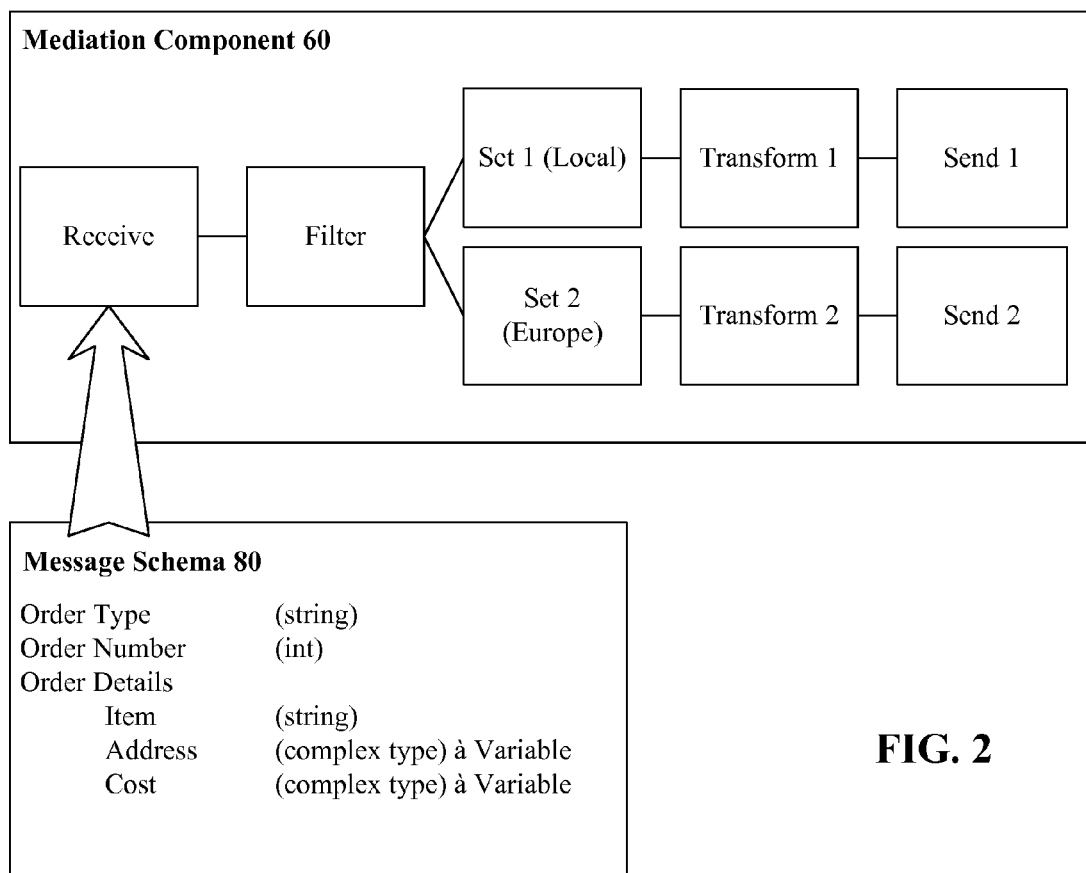 Mediation Component 60
Receive
Filter
Set 1 (Local)
Transform 1
Send 1
Set 2
(Europe)
Transform 2
Send 2
Message Schema 80
Order Type (string)
Order Number (int)
Order Details
Item (string)
Address (complex type) à Variable
Cost (complex type) à Variable
FIG. 2